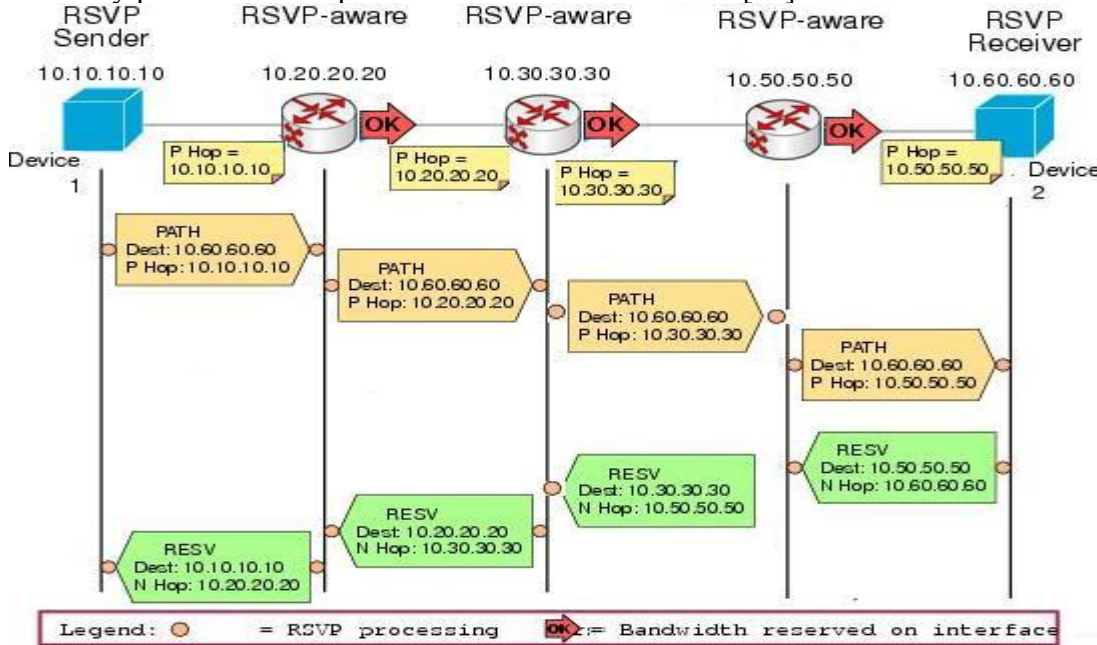 RSVP
Sender
10.10.10.10
RSVP-aware
10.20.20.20
RSVP-aware
10.30.30.30
RSVP-aware
10.50.50.50
RSVP
Receiver
10.60.60.60
OK
OK
OK
Device
1
Device
2
P Hop =
10.10.10.10
P Hop =
10.20.20.20
P Hop =
10.30.30.30
P Hop =
10.50.50.50
PATH
Dest: 10.60.60.60
P Hop: 10.10.10.10
PATH
Dest: 10.60.60.60
P Hop: 10.20.20.20
PATH
Dest: 10.60.60.60
P Hop: 10.30.30.30
PATH
Dest: 10.60.60.60
P Hop: 10.50.50.50
RESV
Dest: 10.50.50.50
N Hop: 10.60.60.60
RESV
Dest: 10.30.30.30
N Hop: 10.50.50.50
RESV
Dest: 10.20.20.20
N Hop: 10.30.30.30
RESV
Dest: 10.10.10.10
N Hop: 10.20.20.20
Legend: = RSVP processing OK = Bandwidth reserved on interface